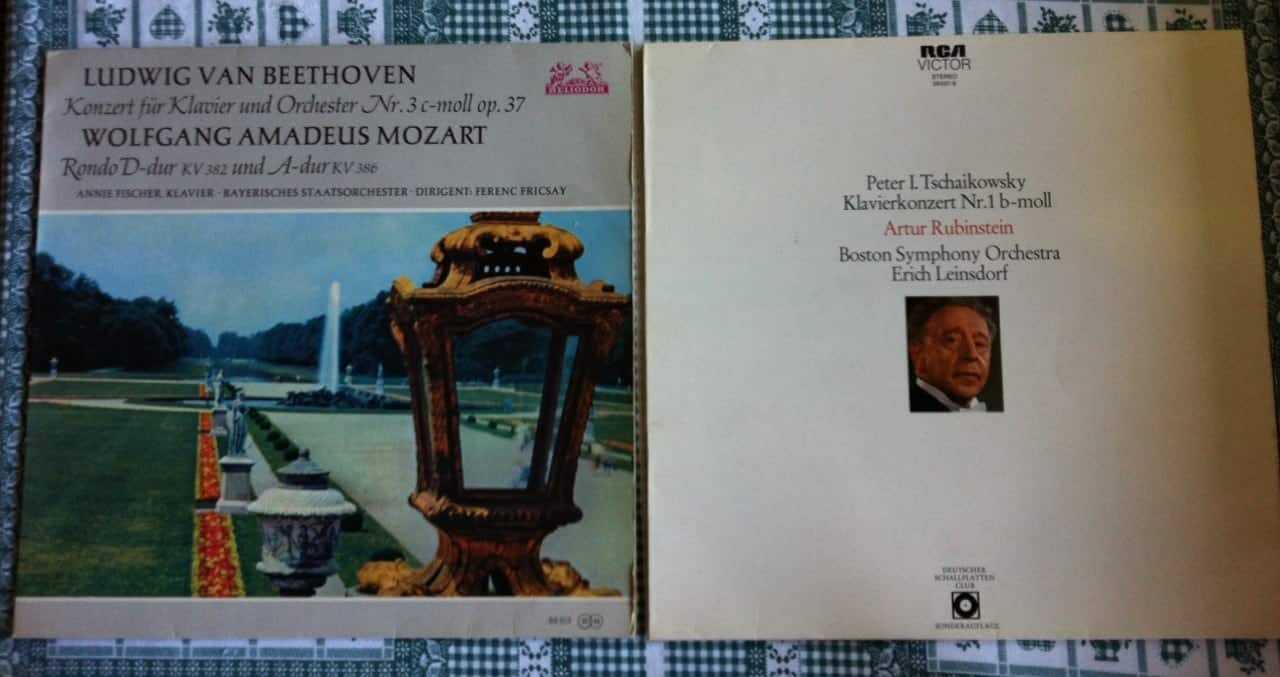 LUDWIG VAN BEETHOVEN
Konzert für Klavier und Orchester Nr. 3 c-moll op. 37
WOLFGANG AMADEUS MOZART
Rondo D-dur KV 382 und A-dur KV 386
ANNIE FISCHER, KLAVIER · BAYERISCHES STAATSORCHESTER · DIRIGENT: FERENC FRICSAY
HELIODOR
RCA
VICTOR
STEREO
Peter I. Tschaikowsky
Klavierkonzert Nr.1 b-moll
Artur Rubinstein
Boston Symphony Orchestra
Erich Leinsdorf
DEUTSCHER
SCHALLPLATTEN
CLUB
SONDERAUFLAGE